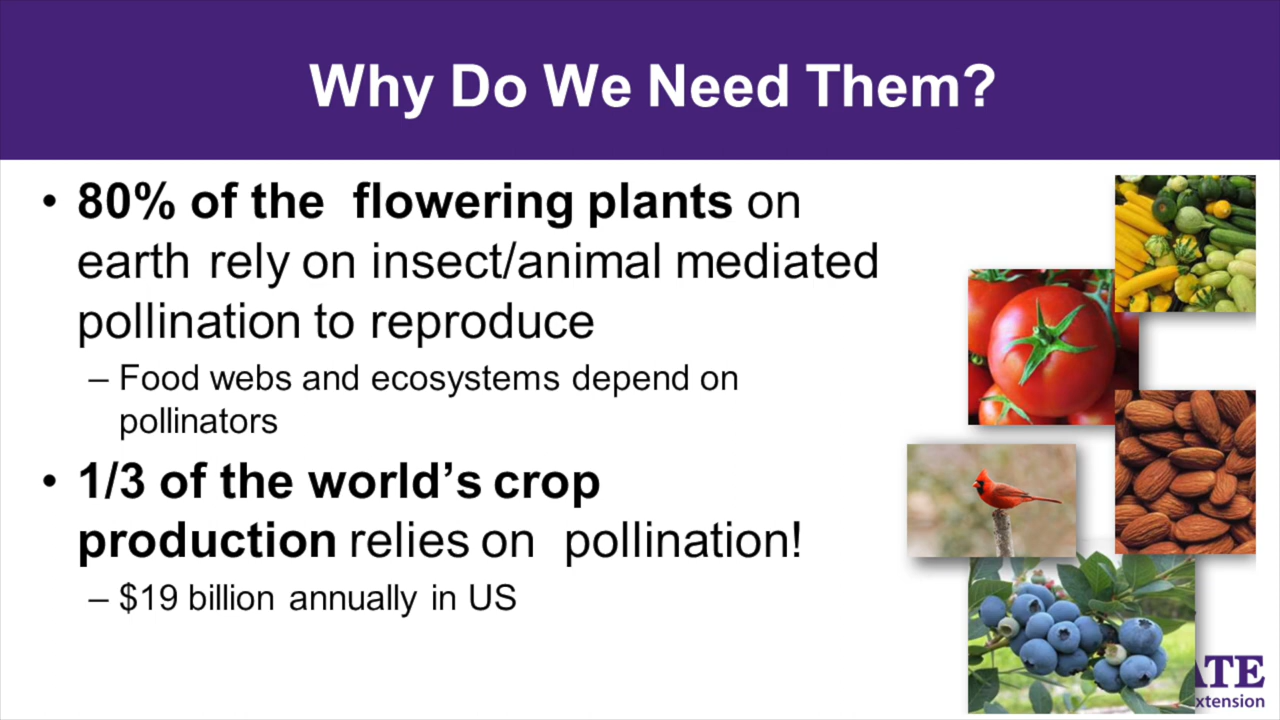 Why Do We Need Them?
• 80% of the flowering plants on
earth rely on insect/animal mediated
pollination to reproduce
– Food webs and ecosystems depend on
pollinators
• 1/3 of the world's crop
production relies on pollination!
– $19 billion annually in US
ATE
xtension